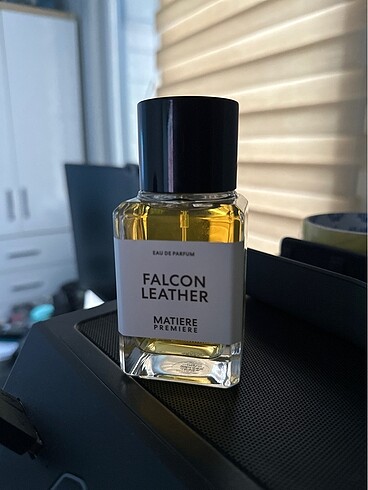 EAU DE PARFUM
FALCON
LEATHER
MATIERE
PREMIERE